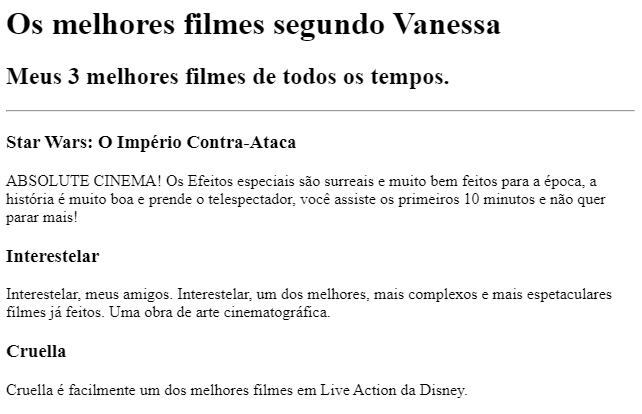 Os melhores filmes segundo Vanessa
Meus 3 melhores filmes de todos os tempos.
Star Wars: O Império Contra-Ataca
ABSOLUTE CINEMA! Os Efeitos especiais são surreais e muito bem feitos para a época, a
história é muito boa e prende o telespectador, você assiste os primeiros 10 minutos e não quer
parar mais!
Interestelar
Interestelar, meus amigos. Interestelar, um dos melhores, mais complexos e mais espetaculares
filmes já feitos. Uma obra de arte cinematográfica.
Cruella
Cruella é facilmente um dos melhores filmes em Live Action da Disney.